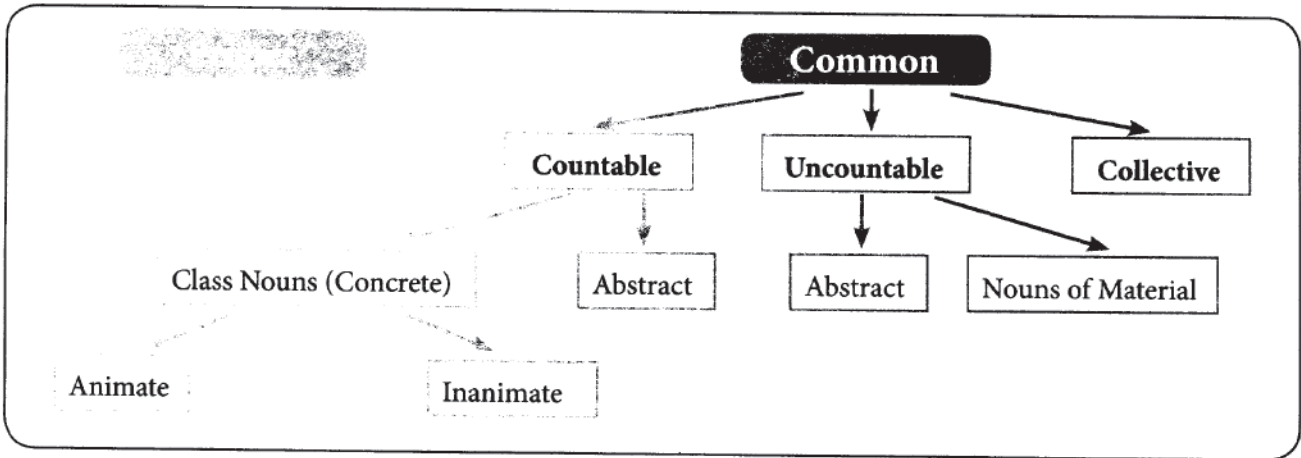 Common
Countable
Uncountable
Collective
Class Nouns (Concrete)
Abstract
Abstract
Nouns of Material
Animate
Inanimate